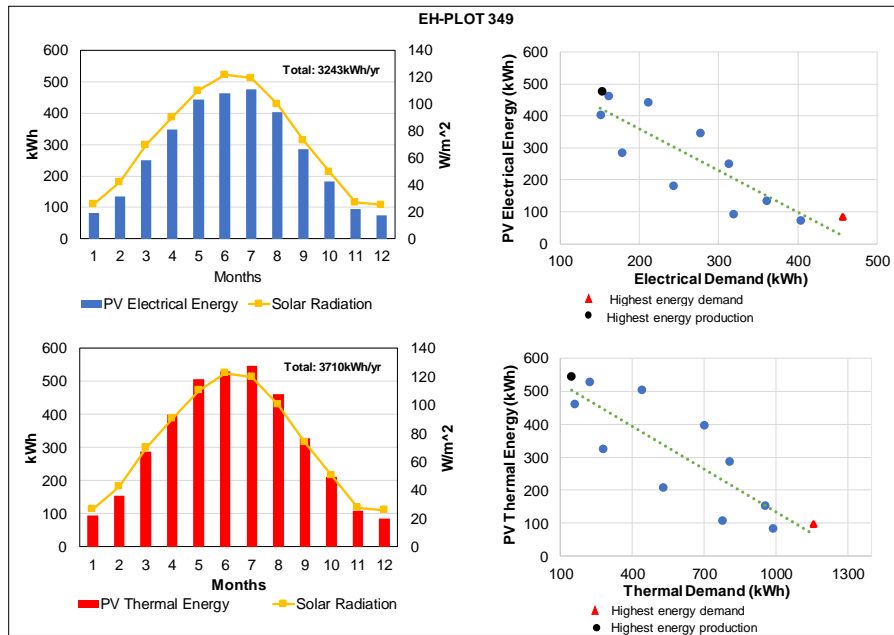 EH-PLOT 349
600
500
400
300
200
100
0
kWh
Total: 3243kWh/yr
140
120
100
80
60
40
20
0
W/m^2
1 2 3 4 5 6 7 8 9 10 11 12
Months
PV Electrical Energy Solar Radiation
600
500
400
300
200
100
0
PV Electrical Energy (kWh)
100 200 300 400 500
Electrical Demand (kWh)
Highest energy demand
Highest energy production
600
500
400
300
200
100
0
kWh
Total: 3710kWh/yr
140
120
100
80
60
40
20
0
W/m^2
1 2 3 4 5 6 7 8 9 10 11 12
Months
PV Thermal Energy Solar Radiation
600
500
400
300
200
100
0
PV Thermal Energy (kWh)
100 400 700 1000 1300
Thermal Demand (kWh)
Highest energy demand
Highest energy production